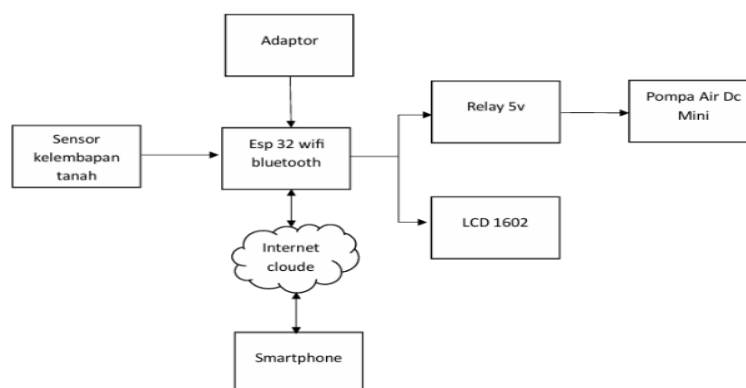 Adaptor
Relay 5v
Pompa Air Dc
Mini
Sensor
kelembapan
tanah
Esp 32 wifi
bluetooth
LCD 1602
Internet
cloude
Smartphone